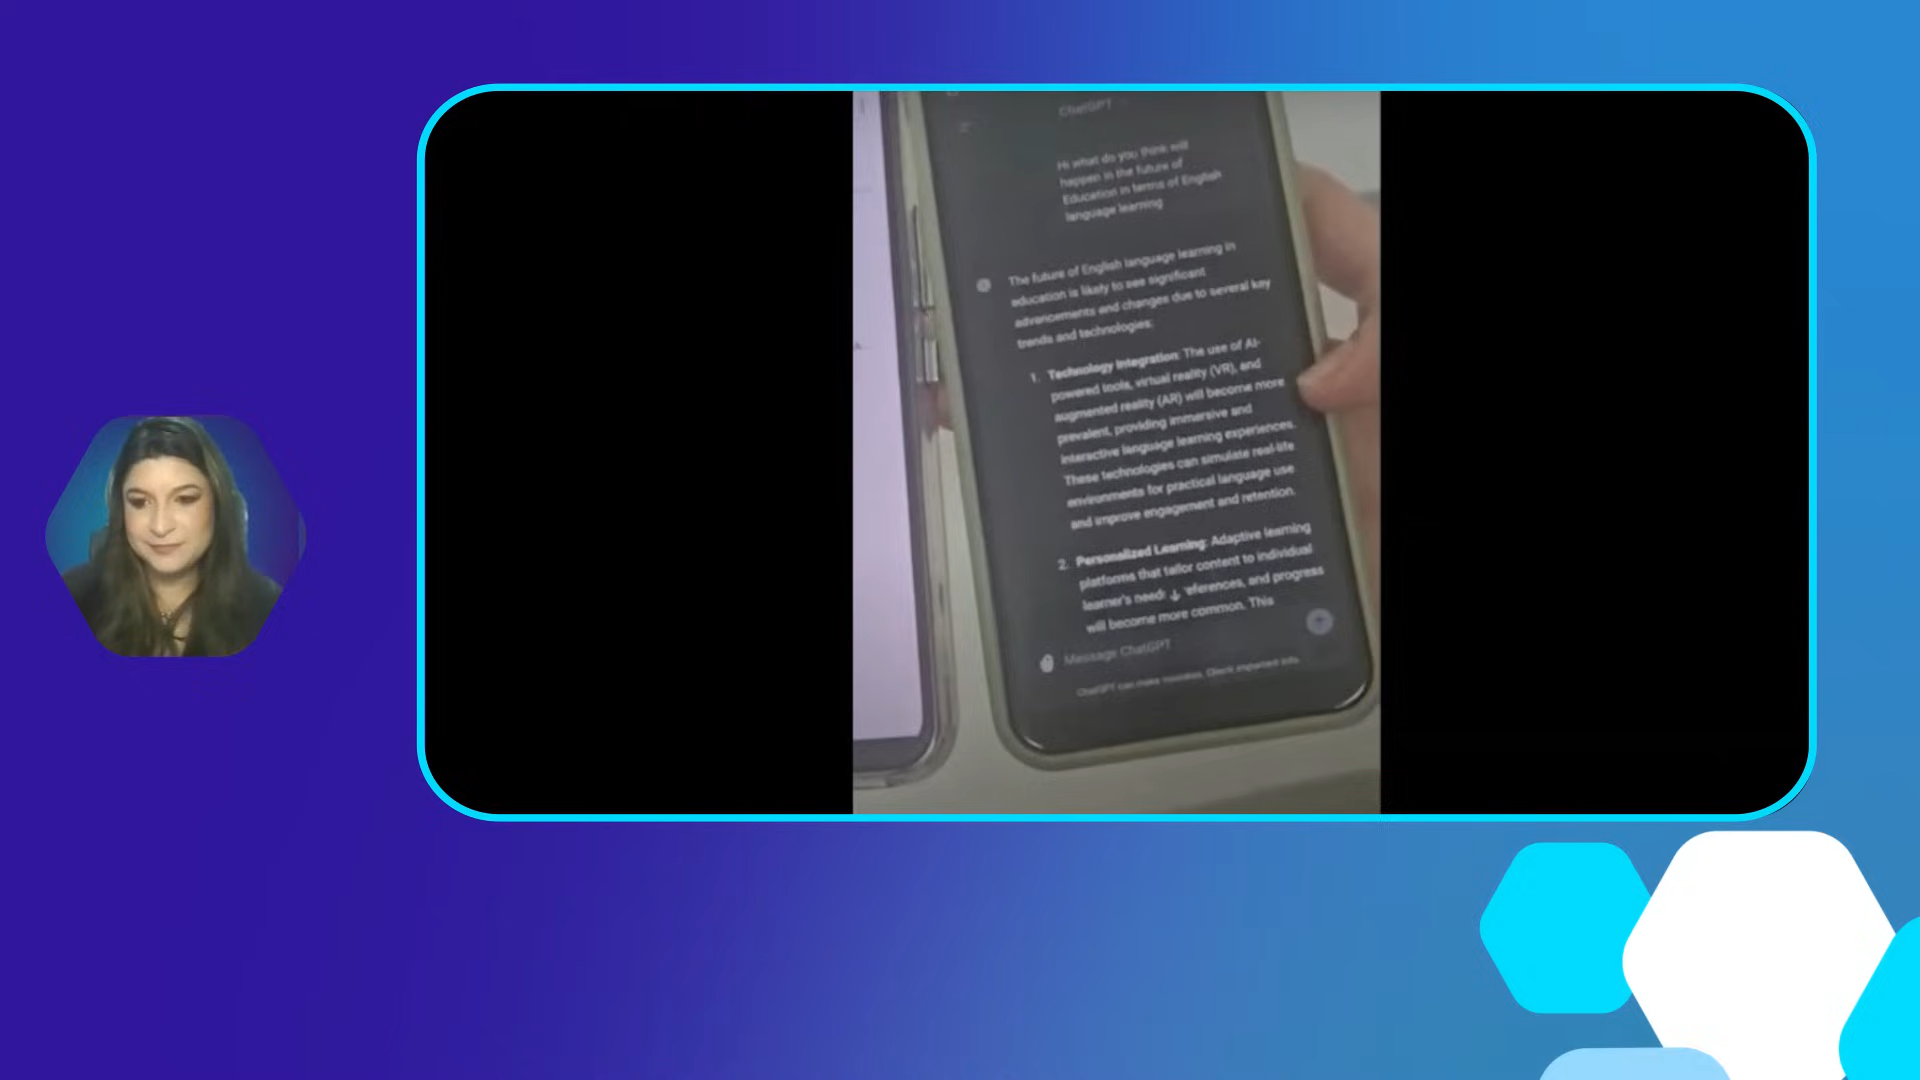 ChatGPT
Hi what do you think will
happen in the future of
Education in terms of English
language learning
The future of English language learning in
education is likely to see significant
advancements and changes due to several key
trends and technologies:
1. Technology Integration: The use of AI-
powered tools, virtual reality (VR), and
augmented reality (AR) will become more
prevalent, providing immersive and
interactive language learning experiences.
These technologies can simulate real-life
environments for practical language use
and improve engagement and retention.
2. Personalized Learning: Adaptive learning
platforms that tailor content to individual
learner's need eferences, and progress
will become more common. This
Message ChatGPT
ChatGPT can make mistakes. Check important info.